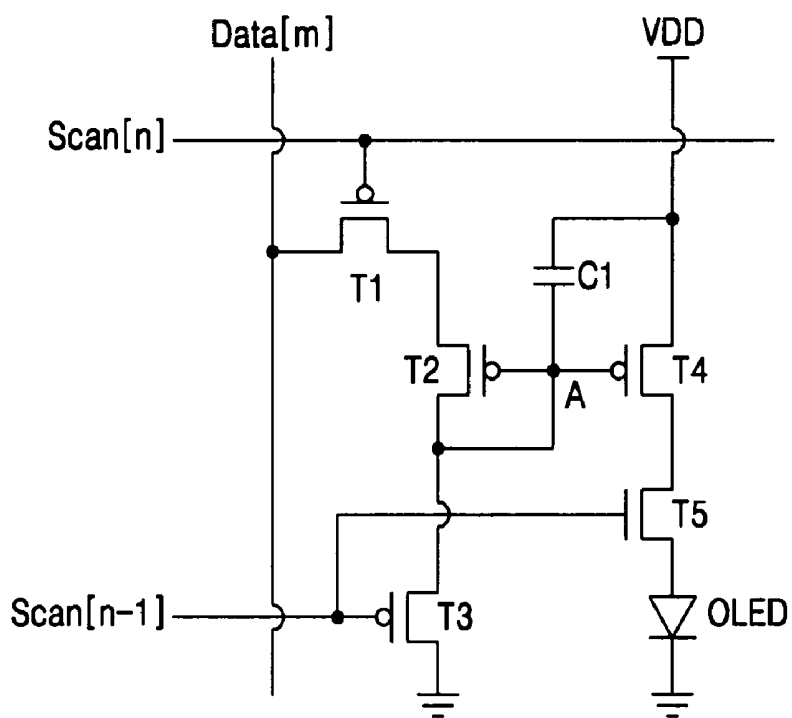 Data[m]
VDD
Scan[n]
T1
C1
T2
A
T4
T5
Scan[n-1]
T3
OLED